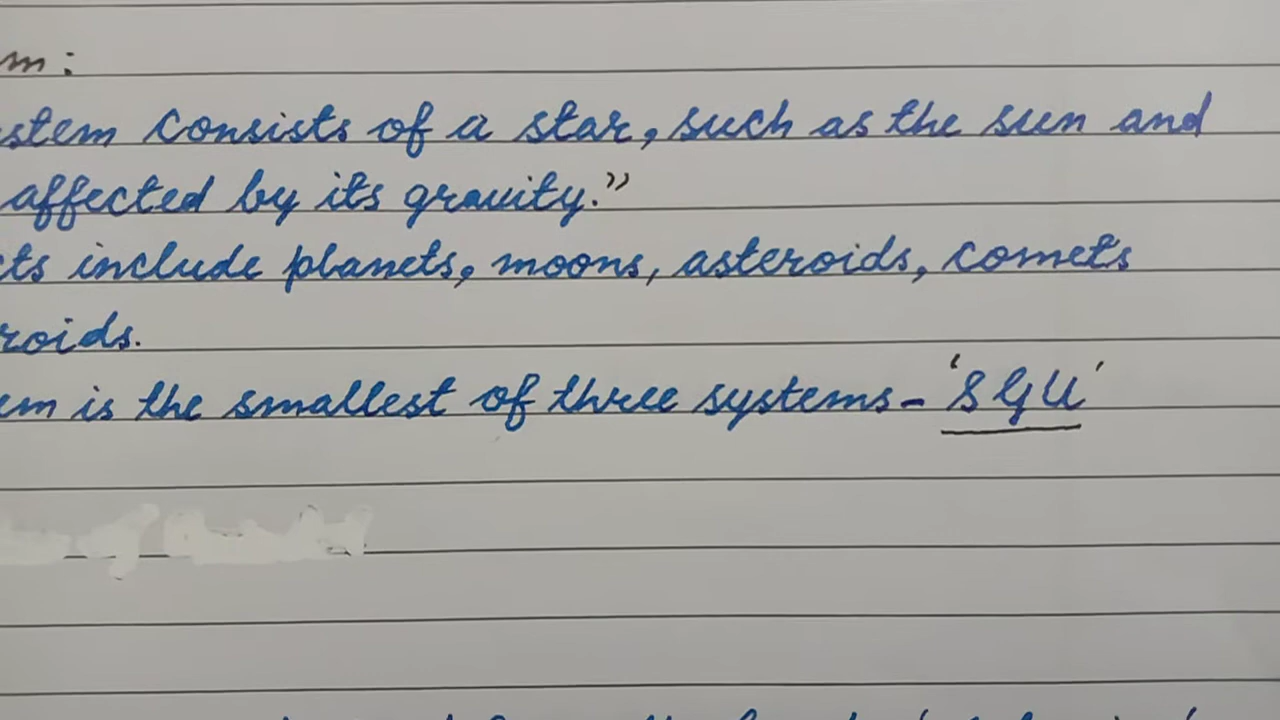 m :
stem consists of a star, such as the sun and
affected by its gravity.”
cts include planets, moons, asteroids, comets
roids.
em is the smallest of three systems - ‘SGU’